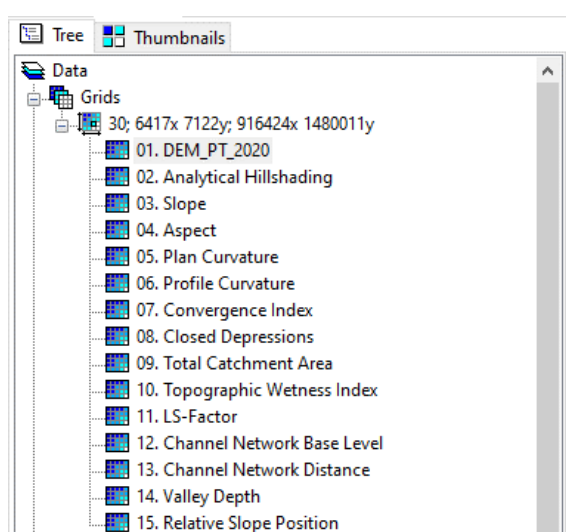 Tree Thumbnails
Data
Grids
30; 6417x 7122y; 916424x 1480011y
01. DEM_PT_2020
02. Analytical Hillshading
03. Slope
04. Aspect
05. Plan Curvature
06. Profile Curvature
07. Convergence Index
08. Closed Depressions
09. Total Catchment Area
10. Topographic Wetness Index
11. LS-Factor
12. Channel Network Base Level
13. Channel Network Distance
14. Valley Depth
15. Relative Slope Position